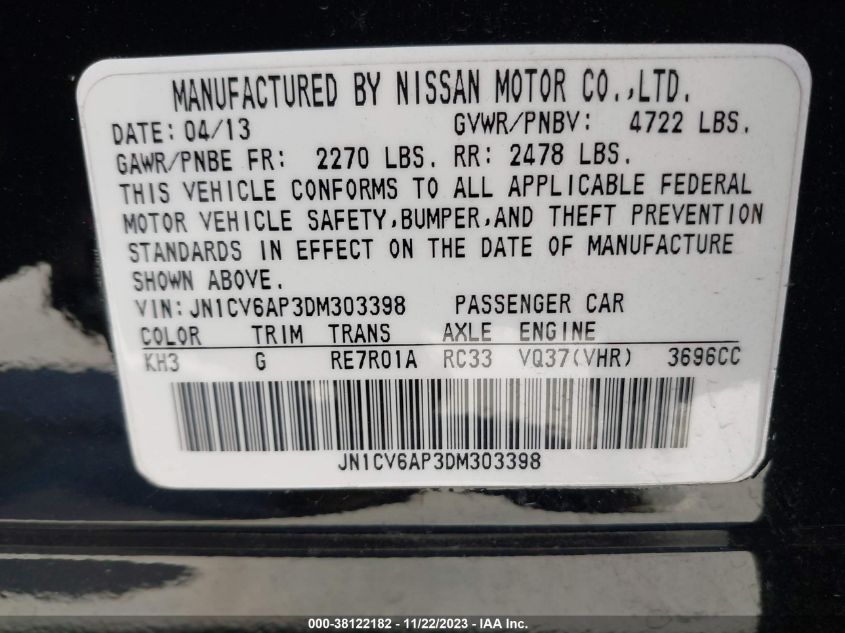 MANUFACTURED BY NISSAN MOTOR CO.,LTD.
DATE: 04/13 GVWR/PNBV: 4722 LBS.
GAWR/PNBE FR: 2270 LBS. RR: 2478 LBS.
THIS VEHICLE CONFORMS TO ALL APPLICABLE FEDERAL
MOTOR VEHICLE SAFETY,BUMPER,AND THEFT PREVENTION
STANDARDS IN EFFECT ON THE DATE OF MANUFACTURE
SHOWN ABOVE.
VIN:JN1CV6AP3DM303398 PASSENGER CAR
COLOR TRIM TRANS AXLE ENGINE
KH3 G RE7R01A RC33 VQ37(VHR) 3696CC
JN1CV6AP3DM303398
000-38122182 - 11/22/2023 - IAA Inc.